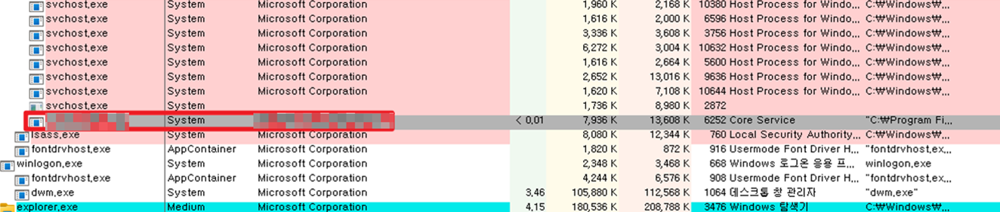 svchost,exe System Microsoft Corporation 1,960 K 2,168 K 10380 Host Process for Windo,,, C:₩Windows₩,,,
svchost,exe System Microsoft Corporation 1,616 K 2,000 K 6596 Host Process for Windo,,, C:₩Windows₩,,,
svchost,exe System Microsoft Corporation 3,336 K 3,608 K 3756 Host Process for Windo,,, C:₩Windows₩,,,
svchost,exe System Microsoft Corporation 6,272 K 3,004 K 10632 Host Process for Windo,,, C:₩Windows₩,,,
svchost,exe System Microsoft Corporation 1,616 K 2,664 K 5600 Host Process for Windo,,, C:₩Windows₩,,,
svchost,exe System Microsoft Corporation 2,652 K 13,016 K 9636 Host Process for Windo,,, C:₩Windows₩,,,
svchost,exe System Microsoft Corporation 1,620 K 7,108 K 10644 Host Process for Windo,,, C:₩Windows₩,,,
svchost,exe System 1,736 K 8,980 K 2872
System < 0,01 7,936 K 13,608 K 6252 Core Service "C:₩Program Fi,,,
lsass,exe System Microsoft Corporation 8,080 K 12,344 K 760 Local Security Authority,,, C:₩Windows₩,,,
fontdrvhost,exe AppContainer Microsoft Corporation 1,820 K 872 K 916 Usermode Font Driver H,,, "fontdrvhost,ex,,,
winlogon,exe System Microsoft Corporation 2,348 K 3,468 K 668 Windows 로그온 응용 프,,, winlogon,exe
fontdrvhost,exe AppContainer Microsoft Corporation 4,244 K 6,576 K 908 Usermode Font Driver H,,, "fontdrvhost,ex,,,
dwm,exe System Microsoft Corporation 3,46 105,880 K 112,568 K 1064 데스크톱 창 관리자 "dwm,exe"
explorer,exe Medium Microsoft Corporation 4,15 180,536 K 208,788 K 3476 Windows 탐색기 C:₩Windows₩,,,